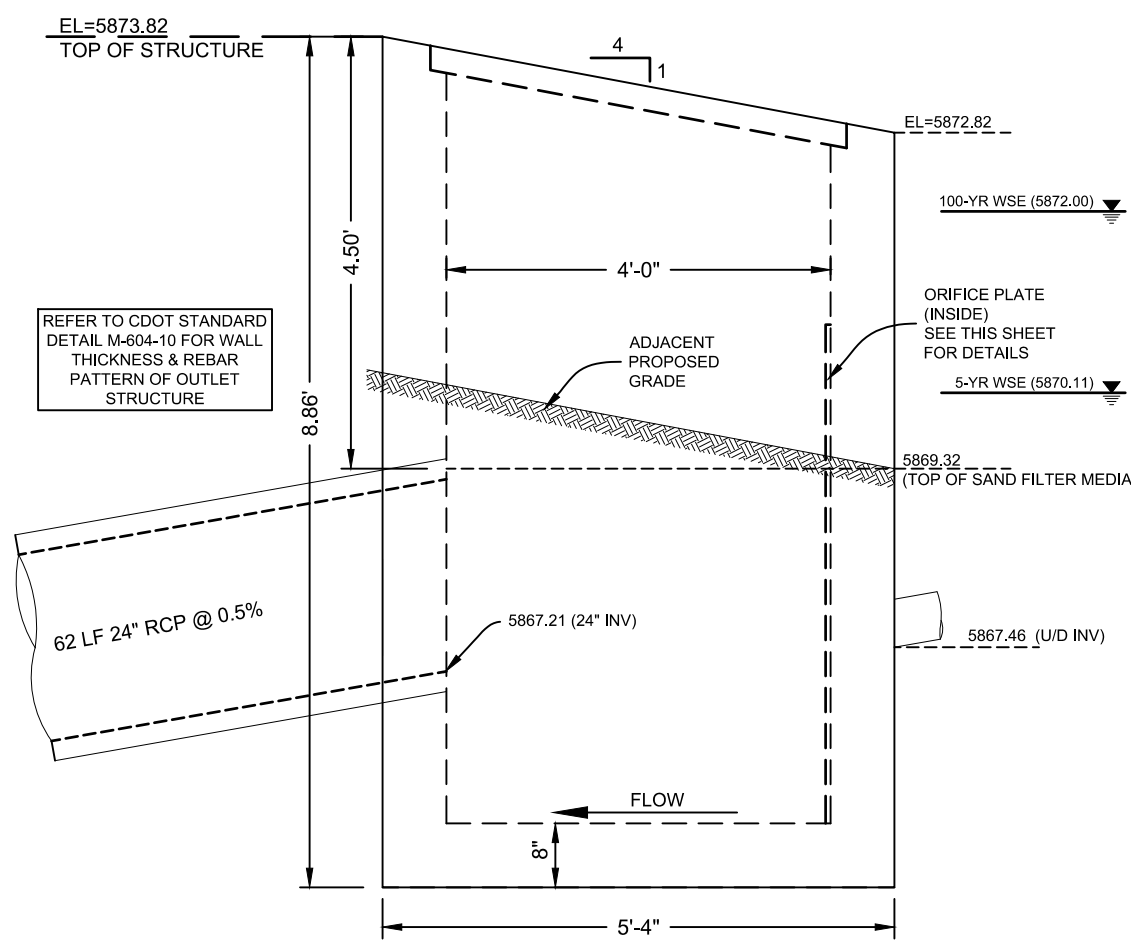 EL=5873.82
TOP OF STRUCTURE
4
1
EL=5872.82
100-YR WSE (5872.00)
4.50'
4'-0"
ORIFICE PLATE
(INSIDE)
SEE THIS SHEET
FOR DETAILS
REFER TO CDOT STANDARD
DETAIL M-604-10 FOR WALL
THICKNESS & REBAR
PATTERN OF OUTLET
STRUCTURE
ADJACENT
PROPOSED
GRADE
5-YR WSE (5870.11)
8.86'
5869.32
(TOP OF SAND FILTER MEDIA
62 LF 24" RCP @ 0.5%
5867.21 (24" INV)
5867.46 (U/D INV)
FLOW
8"
5'-4"